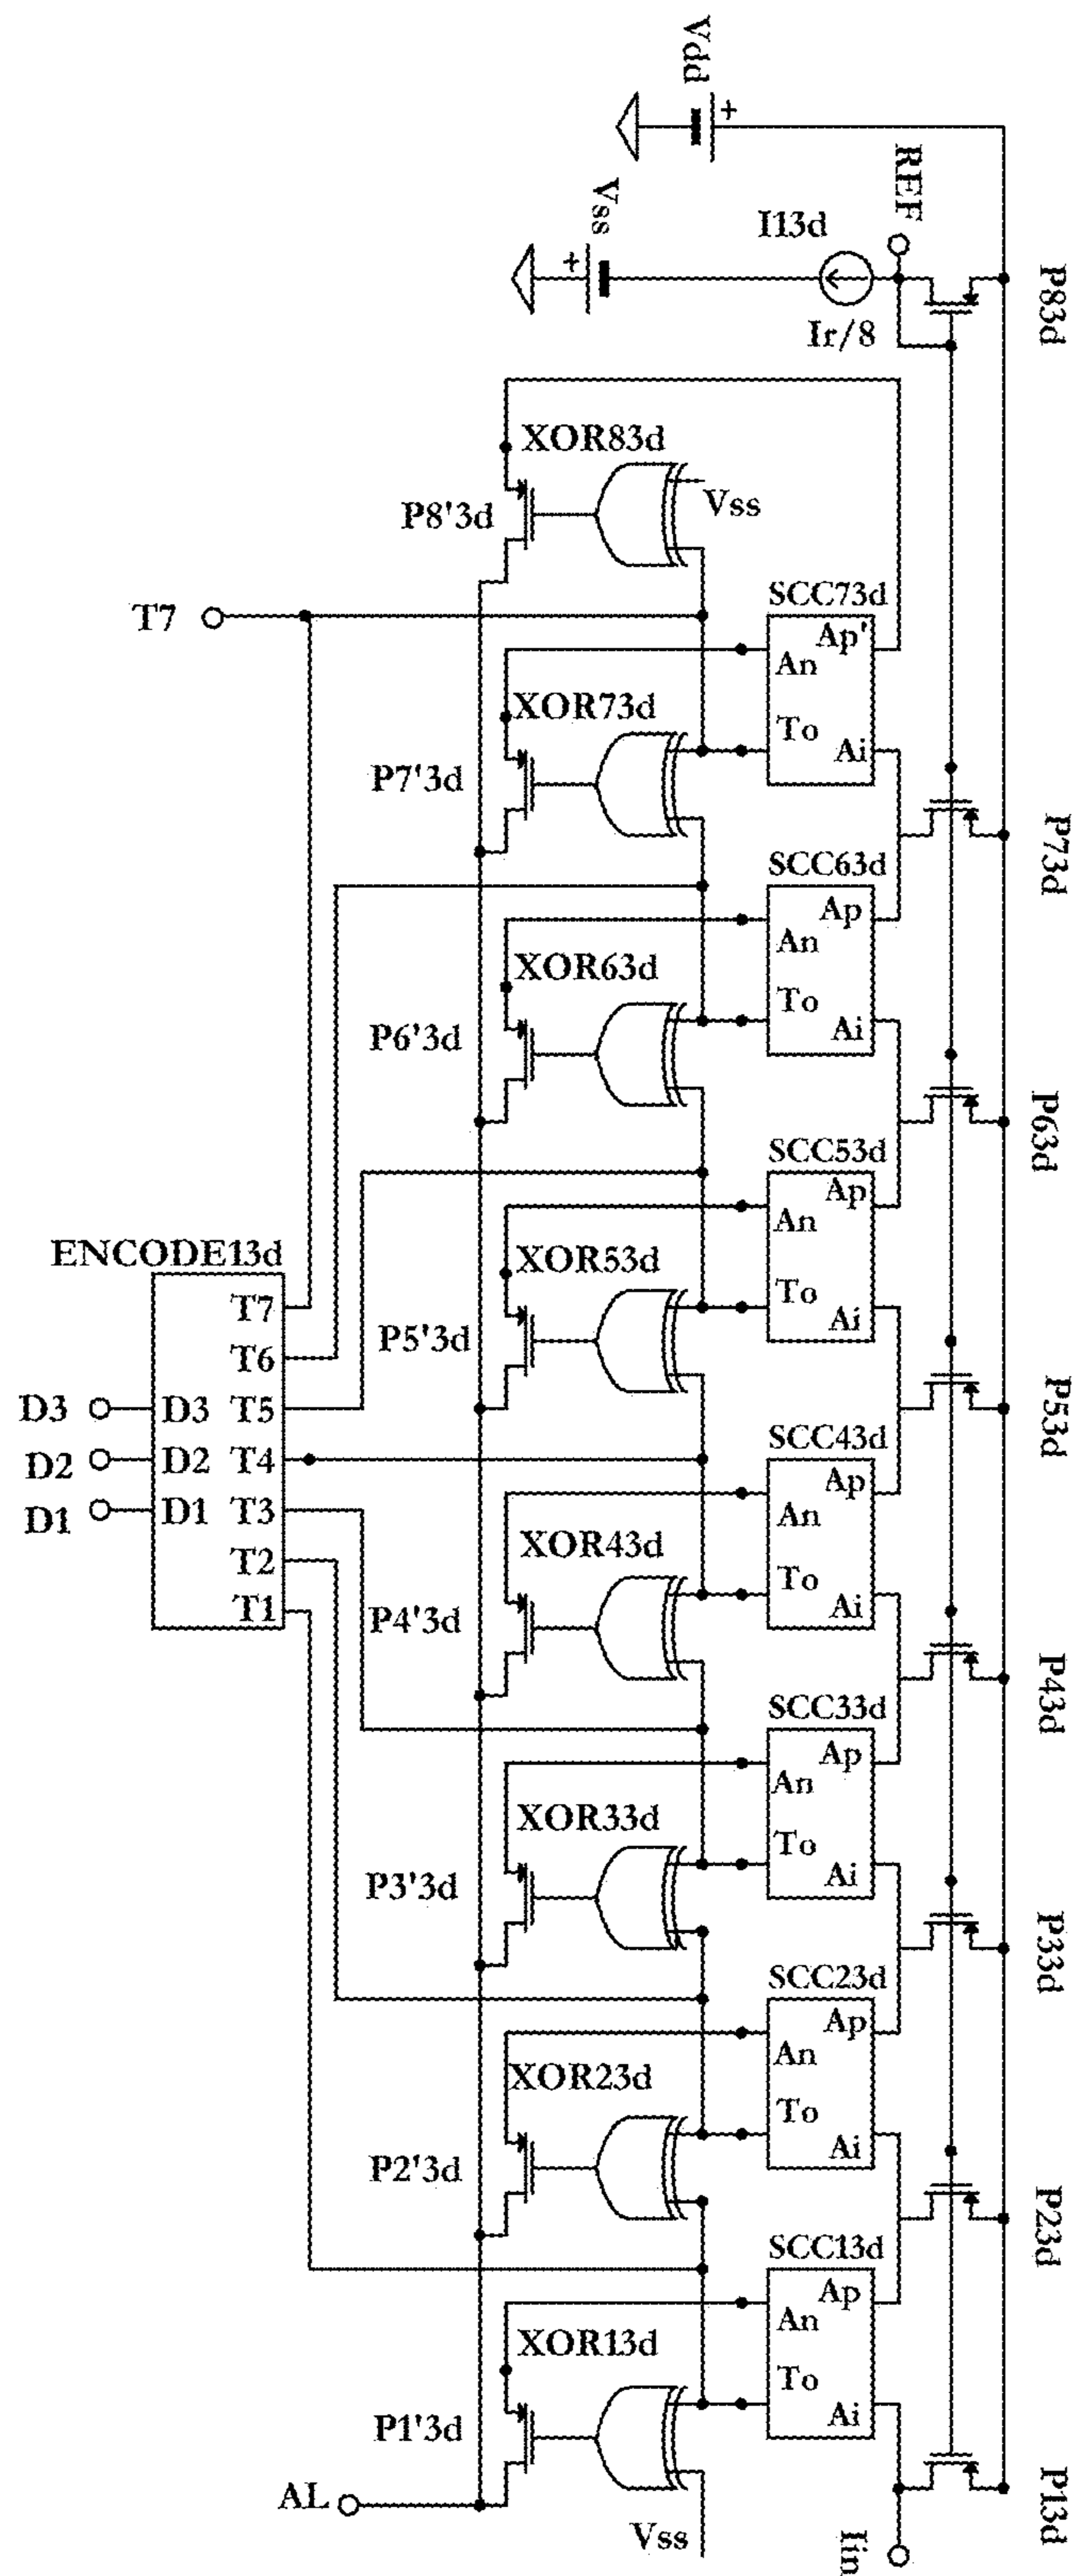 Vdd
+
Vss
+
REF
I13d
Ir/8
P83d
XOR83d
P8'3d
Vss
SCC73d
T7
Ap'
An
XOR73d
To
Ai
P7'3d
P73d
SCC63d
Ap
An
XOR63d
To
Ai
P6'3d
P63d
SCC53d
Ap
An
XOR53d
To
Ai
P5'3d
P53d
ENCODE13d
T7
T6
D3 D3 T5
D2 D2 T4
D1 D1 T3
T2
T1
SCC43d
Ap
An
XOR43d
To
Ai
P4'3d
P43d
SCC33d
Ap
An
XOR33d
To
Ai
P3'3d
P33d
SCC23d
Ap
An
XOR23d
To
Ai
P2'3d
P23d
SCC13d
Ap
An
XOR13d
To
Ai
P1'3d
P13d
AL
Vss
Iin